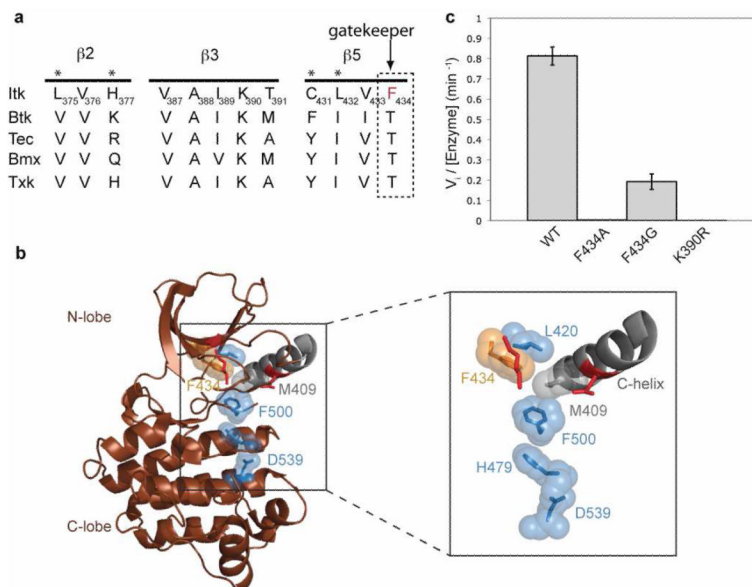 a
gatekeeper
β2 β3 β5
* * * *
Itk L375 V376 H377 V387 A388 I389 K390 T391 C431 L432 V433 F434
Btk V V K V A I K M F I I T
Tec V V R V A I K A Y I V T
Bmx V V Q V A V K M Y I V T
Txk V V H V A I K A Y I V T
c
Vi / [Enzyme] (min -1)
1
0.9
0.8
0.7
0.6
0.5
0.4
0.3
0.2
0.1
0
WT F434A F434G K390R
b
N-lobe
F434
M409
F500
D539
C-lobe
L420
F434
C-helix
M409
F500
H479
D539